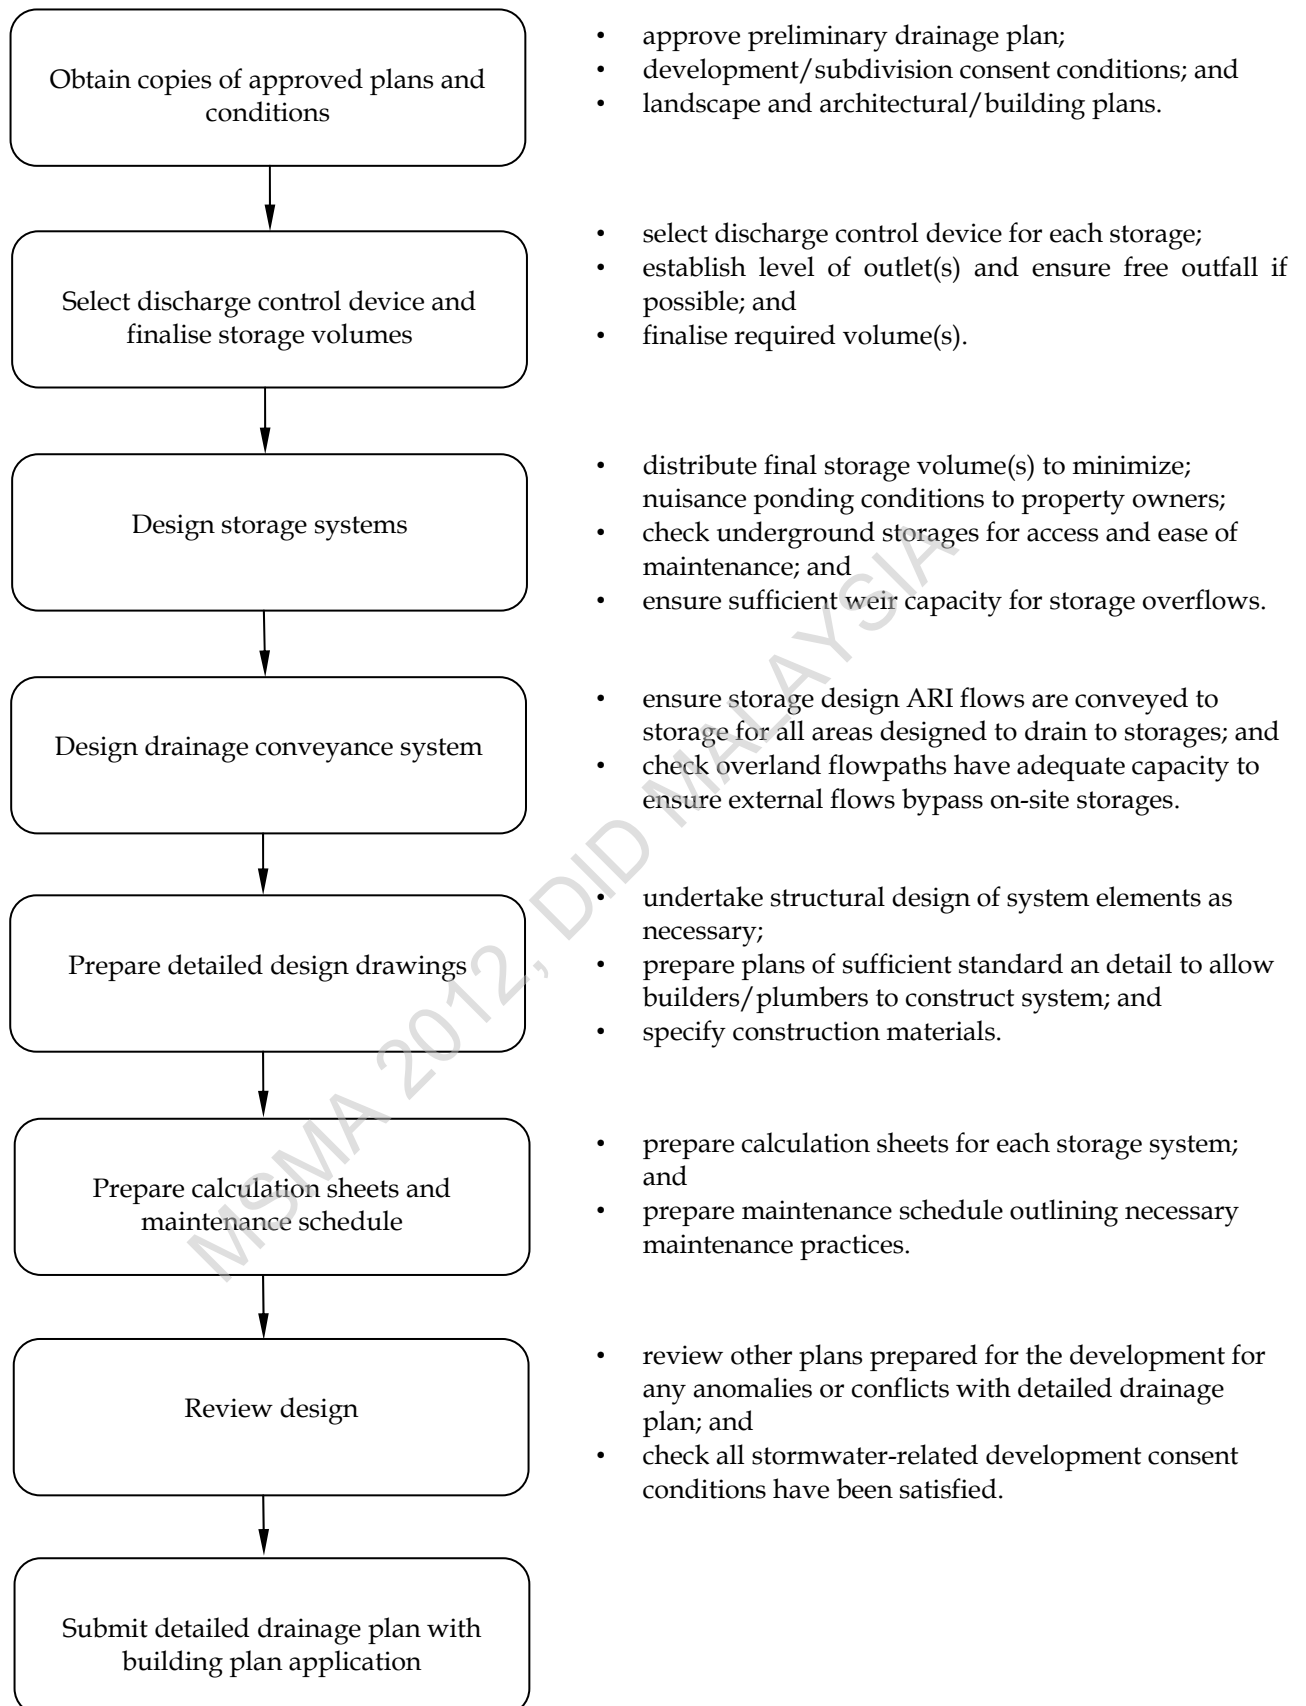 Obtain copies of approved plans and
conditions
• approve preliminary drainage plan;
• development/subdivision consent conditions; and
• landscape and architectural/building plans.
Select discharge control device and
finalise storage volumes
• select discharge control device for each storage;
• establish level of outlet(s) and ensure free outfall if
possible; and
• finalise required volume(s).
Design storage systems
• distribute final storage volume(s) to minimize;
nuisance ponding conditions to property owners;
• check underground storages for access and ease of
maintenance; and
• ensure sufficient weir capacity for storage overflows.
Design drainage conveyance system
• ensure storage design ARI flows are conveyed to
storage for all areas designed to drain to storages; and
• check overland flowpaths have adequate capacity to
ensure external flows bypass on-site storages.
Prepare detailed design drawings
• undertake structural design of system elements as
necessary;
• prepare plans of sufficient standard an detail to allow
builders/plumbers to construct system; and
• specify construction materials.
Prepare calculation sheets and
maintenance schedule
• prepare calculation sheets for each storage system;
and
• prepare maintenance schedule outlining necessary
maintenance practices.
Review design
• review other plans prepared for the development for
any anomalies or conflicts with detailed drainage
plan; and
• check all stormwater-related development consent
conditions have been satisfied.
Submit detailed drainage plan with
building plan application
MSMA 2012, DID MALAYSIA